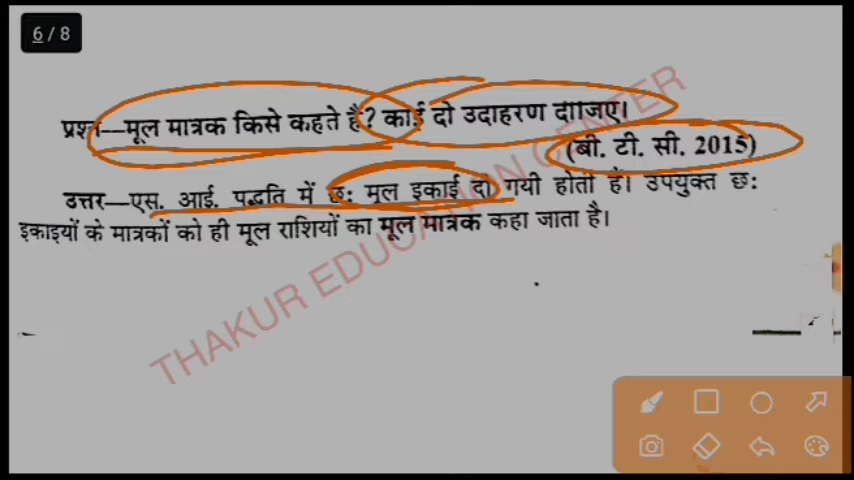 6/8
प्रश्न—मूल मात्रक किसे कहते हैं? कोई दो उदाहरण दीजिए।
(बी. टी. सी. 2015)
उत्तर—एस. आई. पद्धति में छः मूल इकाई दी गयी होती हैं। उपयुक्त छः
इकाइयों के मात्रकों को ही मूल राशियों का मूल मात्रक कहा जाता है।
THAKUR EDUCATION CENTER